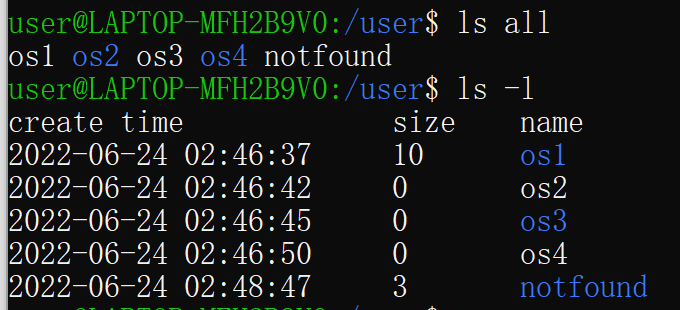 user@LAPTOP-MFH2B9V0:/user$ ls all
os1 os2 os3 os4 notfound
user@LAPTOP-MFH2B9V0:/user$ ls -l
create time size name
2022-06-24 02:46:37 10 os1
2022-06-24 02:46:42 0 os2
2022-06-24 02:46:45 0 os3
2022-06-24 02:46:50 0 os4
2022-06-24 02:48:47 3 notfound